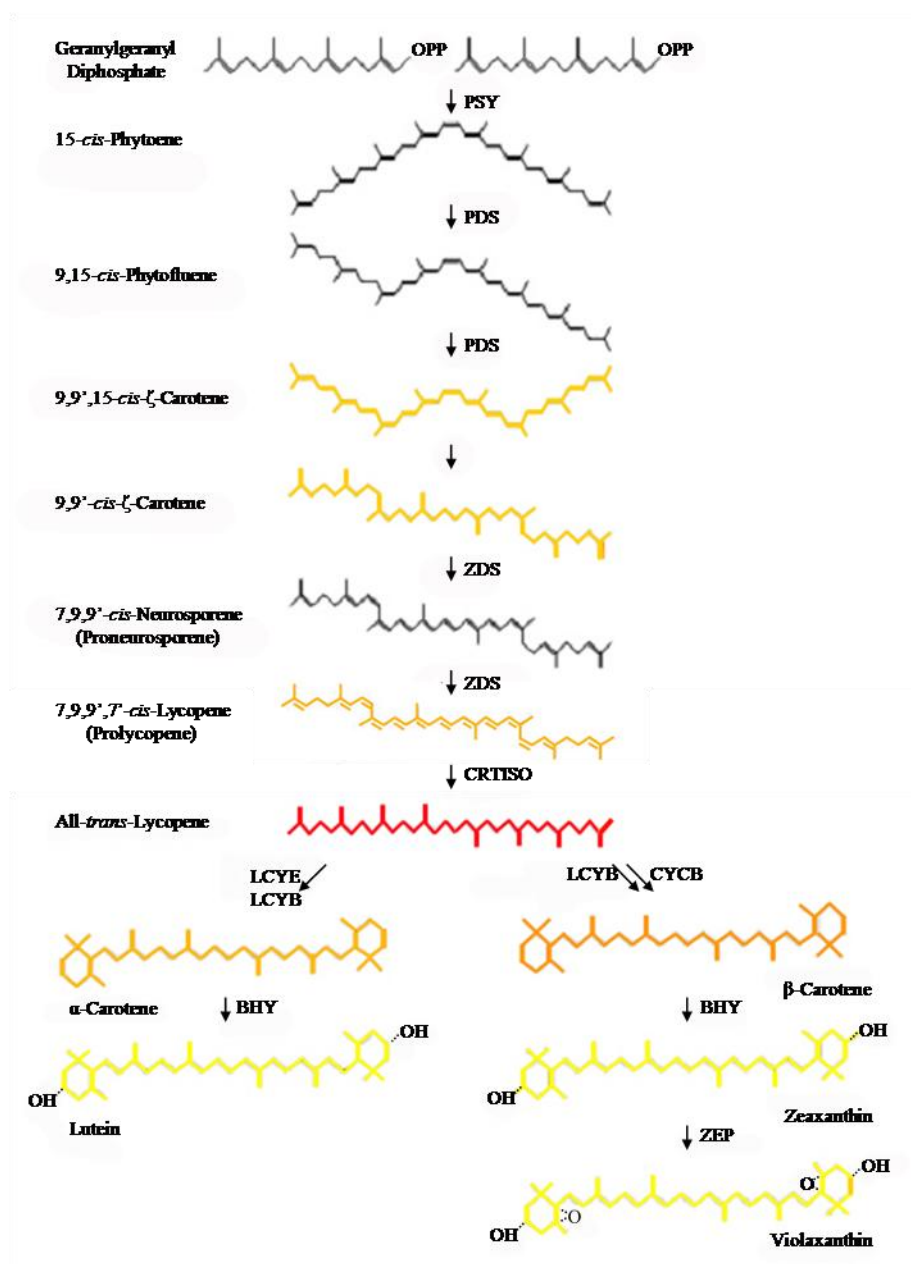 Geranylgeranyl
Diphosphate
OPP
OPP
PSY
15-cis-Phytoene
PDS
9,15-cis-Phytofluene
PDS
9,9’,15-cis-ζ-Carotene
9,9’-cis-ζ-Carotene
ZDS
7,9,9’-cis-Neurosporene
(Proneurosporene)
ZDS
7,9,9’,7’-cis-Lycopene
(Prolycopene)
CRTISO
All-trans-Lycopene
LCYE
LCYB
LCYB
CYCB
α-Carotene
BHY
β-Carotene
BHY
OH
OH
Lutein
OH
OH
Zeaxanthin
ZEP
OH
O
O
OH
Violaxanthin